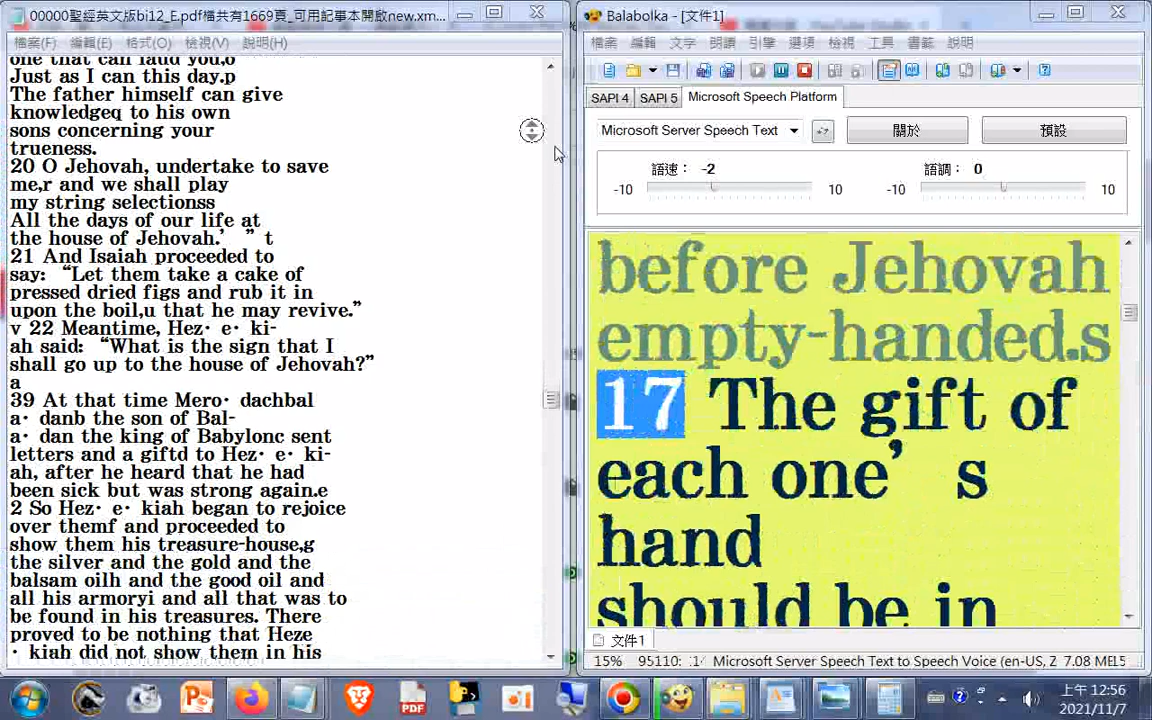 00000聖經英文版bi12_E.pdf檔共有1669頁_可用記事本開啟new.xm...
檔案(F) 編輯(E) 格式(O) 檢視(V) 說明(H)
one that can laud you,o
Just as I can this day.p
The father himself can give
knowledgeq to his own
sons concerning your
trueness.
20 O Jehovah, undertake to save
me,r and we shall play
my string selectionss
All the days of our life at
the house of Jehovah.’ ” t
21 And Isaiah proceeded to
say: “Let them take a cake of
pressed dried figs and rub it in
upon the boil,u that he may revive.”
v 22 Meantime, Hez· e· ki-
ah said: “What is the sign that I
shall go up to the house of Jehovah?”
a
39 At that time Mero· dachbal
a· danb the son of Bal-
a· dan the king of Babylonc sent
letters and a giftd to Hez· e· ki-
ah, after he heard that he had
been sick but was strong again.e
2 So Hez· e· kiah began to rejoice
over themf and proceeded to
show them his treasure-house,g
the silver and the gold and the
balsam oilh and the good oil and
all his armoryi and all that was to
be found in his treasures. There
proved to be nothing that Heze
· kiah did not show them in his
Balabolka - [文件1]
檔案 編輯 文字 朗讀 引擎 選項 檢視 工具 書籤 說明
SAPI 4 SAPI 5 Microsoft Speech Platform
Microsoft Server Speech Text 關於 預設
語速： -2 語調： 0
-10 10 -10 10
before Jehovah
empty-handed.s
17 The gift of
each one’ s
hand
should be in
文件1
15% 95110: Microsoft Server Speech Text to Speech Voice (en-US, Z 7.08 MB
上午 12:56
2021/11/7